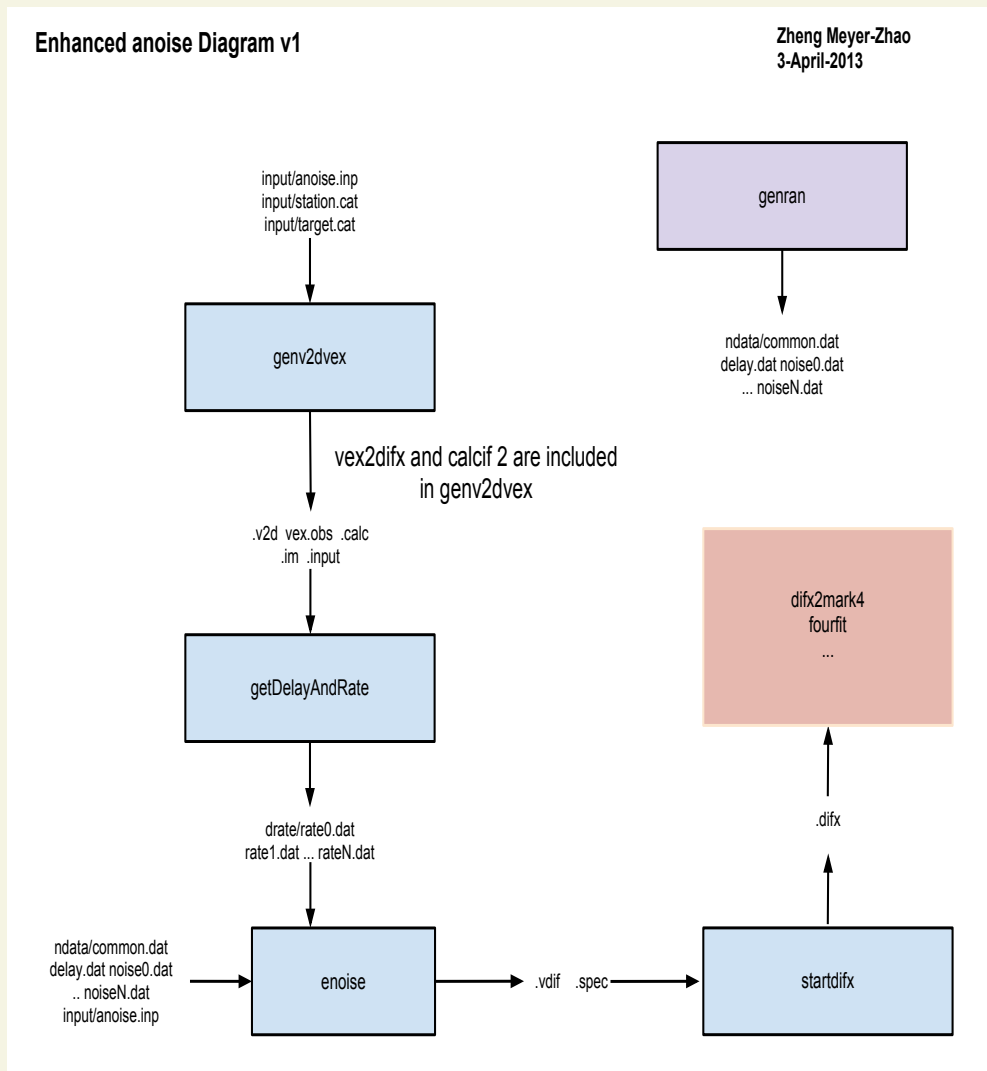 Enhanced anoise Diagram v1
Zheng Meyer-Zhao
3-April-2013
input/anoise.inp
input/station.cat
input/target.cat
genran
genv2dvex
ndata/common.dat
delay.dat noise0.dat
... noiseN.dat
vex2difx and calcif 2 are included
in genv2dvex
.v2d vex.obs .calc
.im .input
getDelayAndRate
difx2mark4
fourfit
...
drate/rate0.dat
rate1.dat ... rateN.dat
.difx
ndata/common.dat
delay.dat noise0.dat
.. noiseN.dat
input/anoise.inp
enoise
.vdif .spec
startdifx